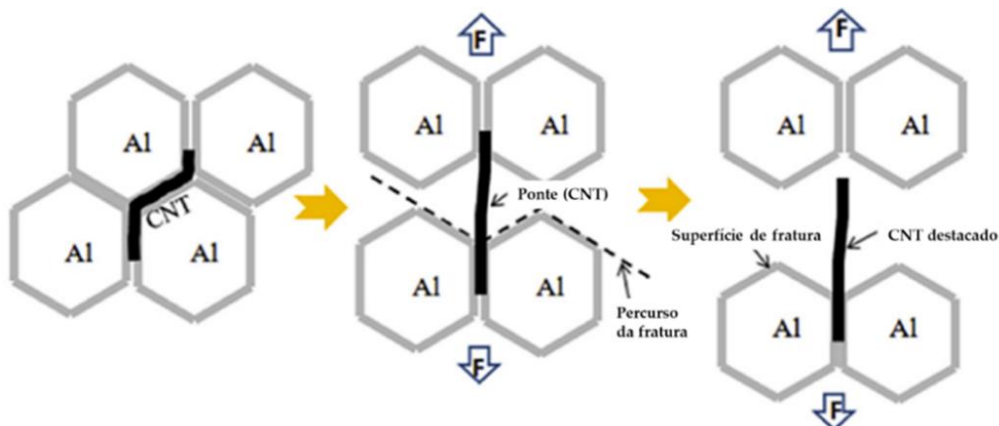 Al
Al
CNT
Al
Al
F
Al
Al
Ponte (CNT)
Al
Al
Percurso
da fratura
F
F
Al
Al
Superfície de fratura
CNT destacado
Al
Al
F